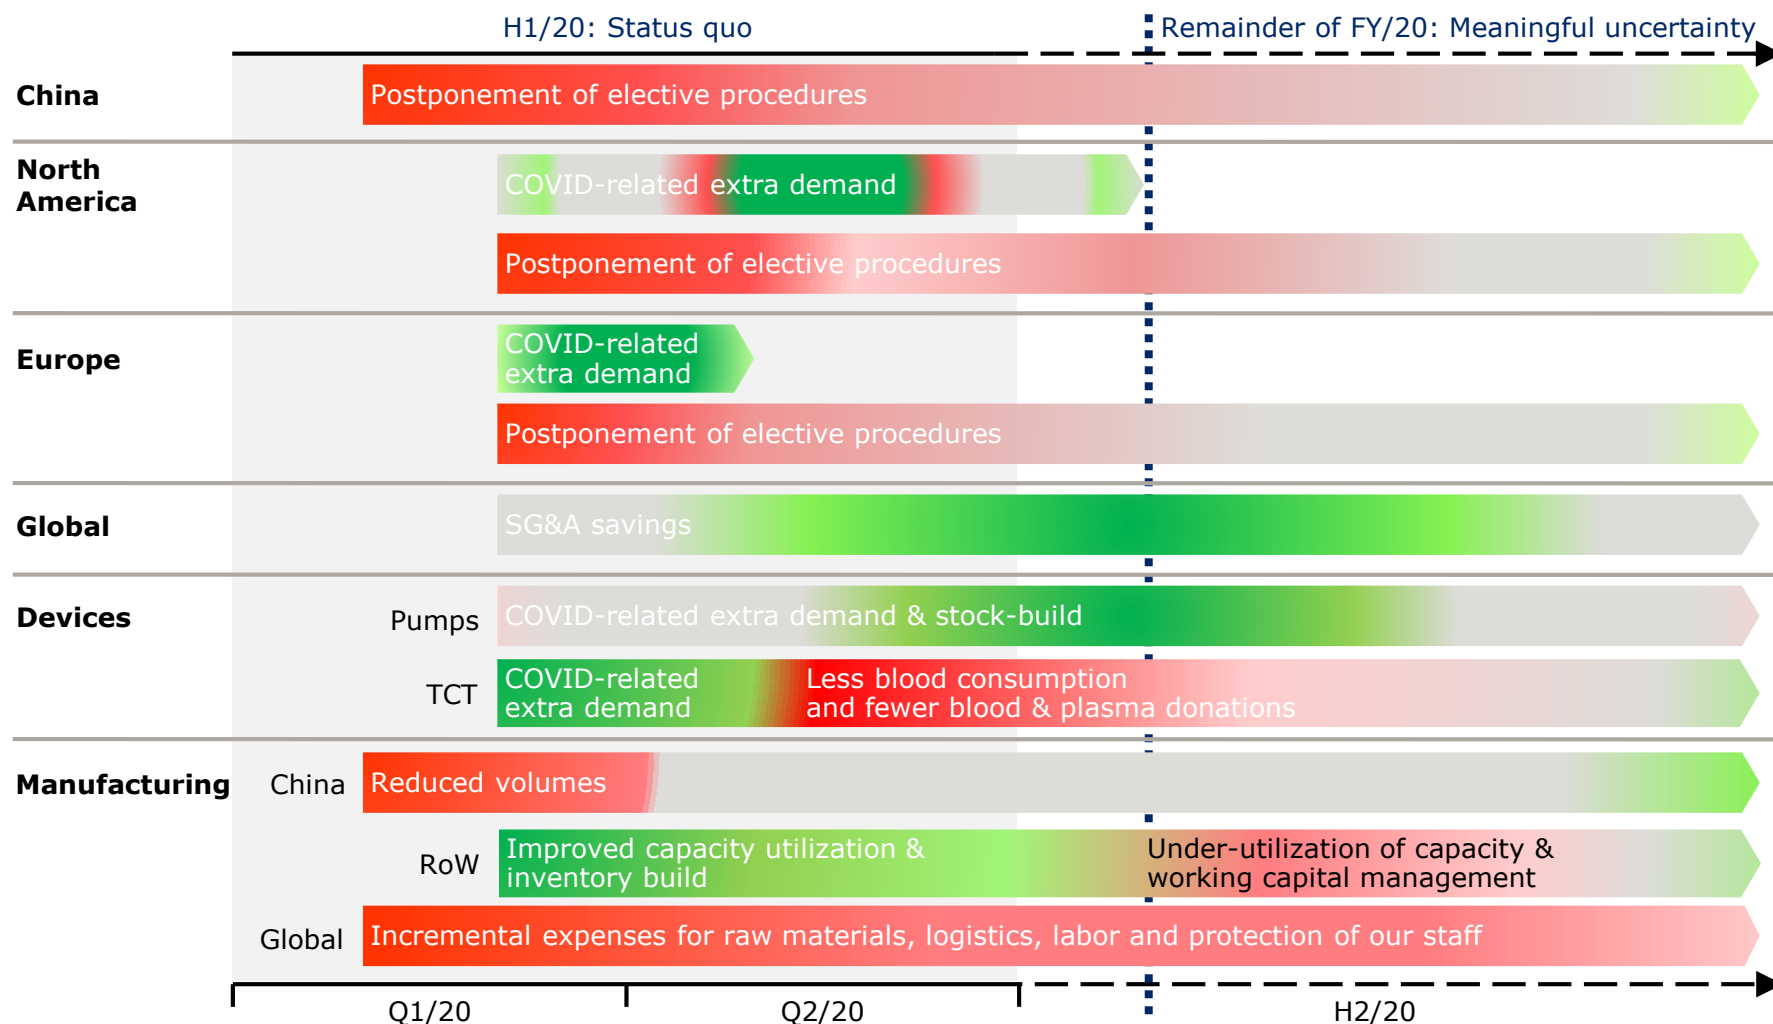 H1/20: Status quo
Remainder of FY/20: Meaningful uncertainty
China
Postponement of elective procedures
North
America
COVID-related extra demand
Postponement of elective procedures
Europe
COVID-related
extra demand
Postponement of elective procedures
Global
SG&A savings
Devices
Pumps
COVID-related extra demand & stock-build
TCT
COVID-related
extra demand
Less blood consumption
and fewer blood & plasma donations
Manufacturing
China
Reduced volumes
RoW
Improved capacity utilization &
inventory build
Under-utilization of capacity &
working capital management
Global
Incremental expenses for raw materials, logistics, labor and protection of our staff
Q1/20
Q2/20
H2/20